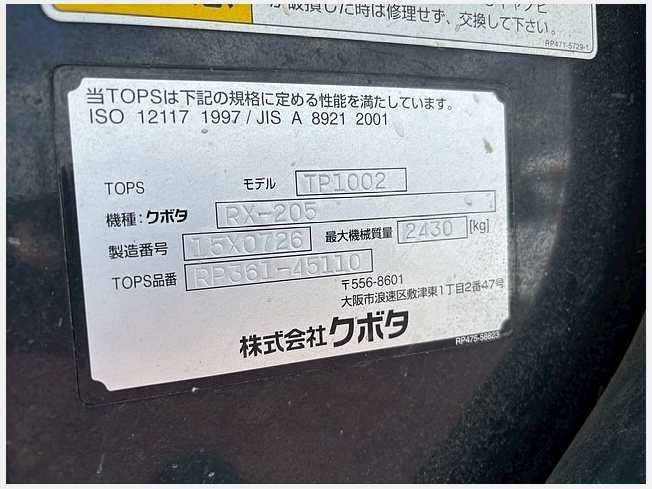 が破損した時は修理せず、交換して下さい。
RP471-5729-1
当TOPSは下記の規格に定める性能を満たしています。
ISO 12117 1997/JIS A 8921 2001
TOPS モデル TP1002
機種：クボタ RX-205
製造番号 15X0726 最大機械質量 2430 [kg]
TOPS品番 RP361-45110
〒556-8601
大阪市浪速区敷津東1丁目2番47号
株式会社クボタ
RP475-58823